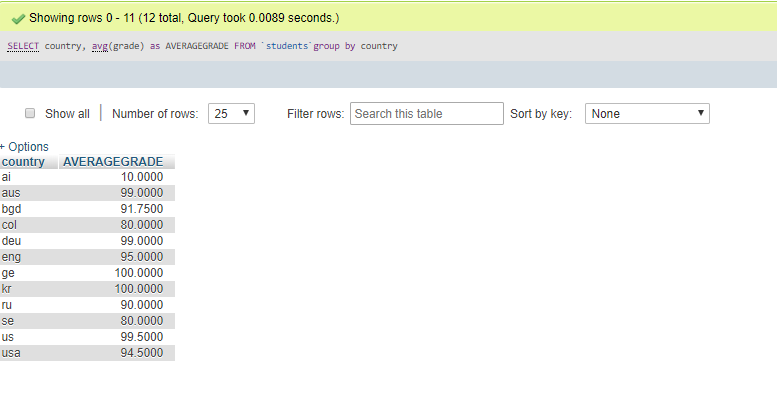 Showing rows 0 - 11 (12 total, Query took 0.0089 seconds.)
SELECT country, avg(grade) as AVERAGEGRADE FROM `students`group by country
Show all Number of rows: 25 Filter rows: Search this table Sort by key: None
+ Options
country AVERAGEGRADE
ai 10.0000
aus 99.0000
bgd 91.7500
col 80.0000
deu 99.0000
eng 95.0000
ge 100.0000
kr 100.0000
ru 90.0000
se 80.0000
us 99.5000
usa 94.5000